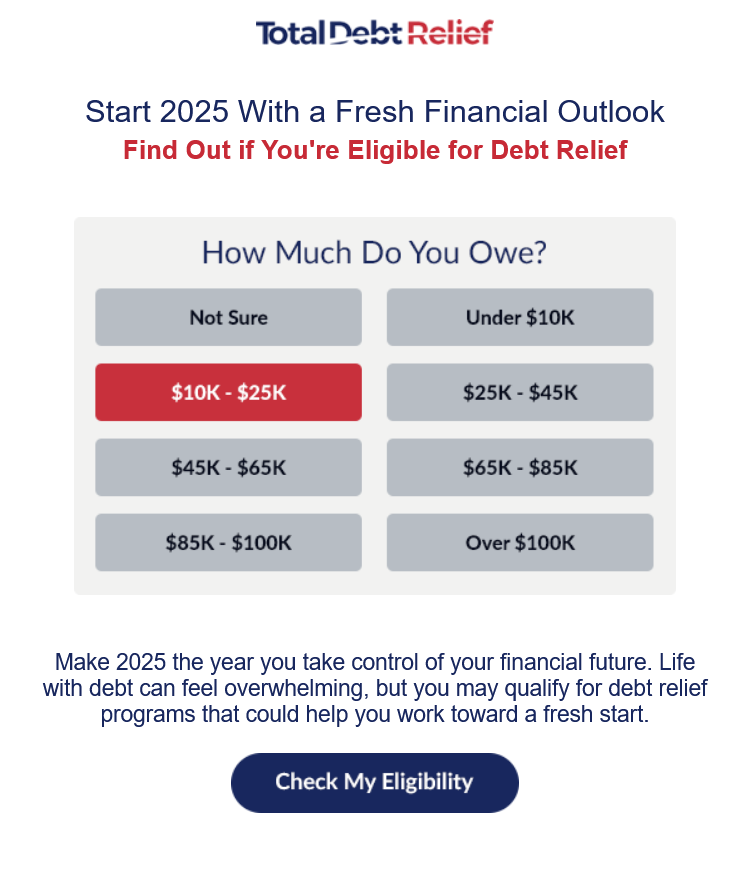 Total Debt Relief
Start 2025 With a Fresh Financial Outlook
Find Out if You're Eligible for Debt Relief
How Much Do You Owe?
Not Sure
Under $10K
$10K - $25K
$25K - $45K
$45K - $65K
$65K - $85K
$85K - $100K
Over $100K
Make 2025 the year you take control of your financial future. Life
with debt can feel overwhelming, but you may qualify for debt relief
programs that could help you work toward a fresh start.
Check My Eligibility